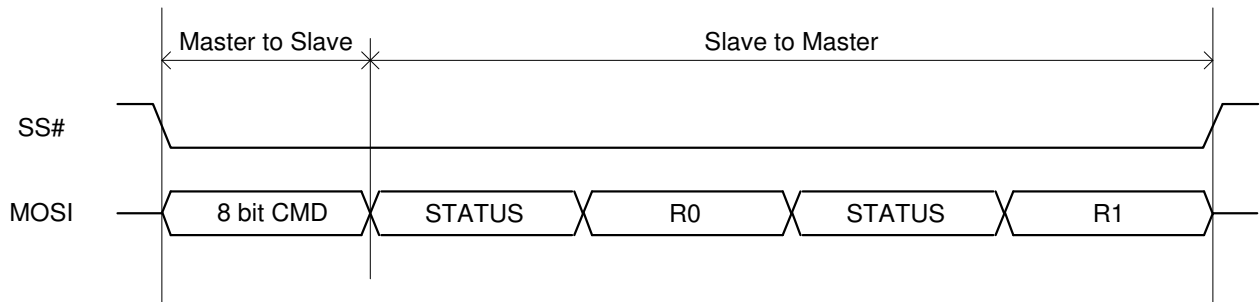 Master to Slave Slave to Master
SS#
MOSI 8 bit CMD STATUS R0 STATUS R1